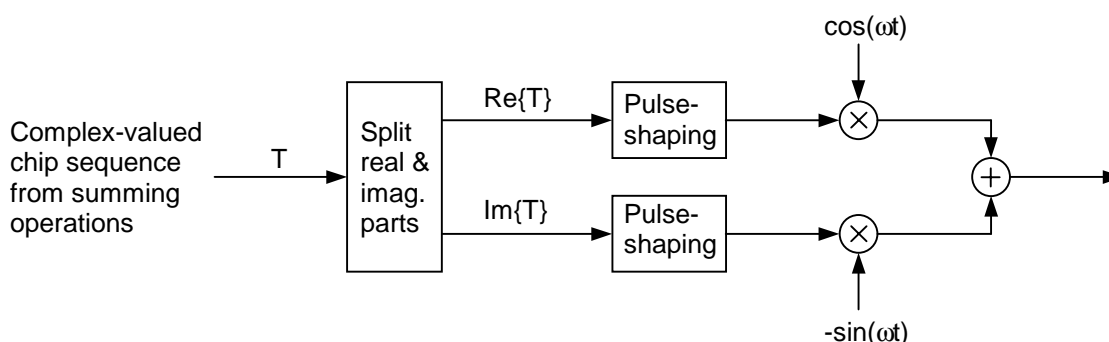 cos(ωt)
Complex-valued
chip sequence
from summing
operations
T
Split
real &
imag.
parts
Re{T}
Pulse-
shaping
Im{T}
Pulse-
shaping
-sin(ωt)